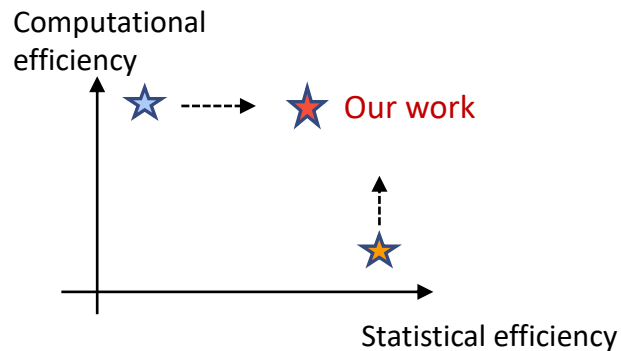 Computational
efficiency
Our work
Statistical efficiency